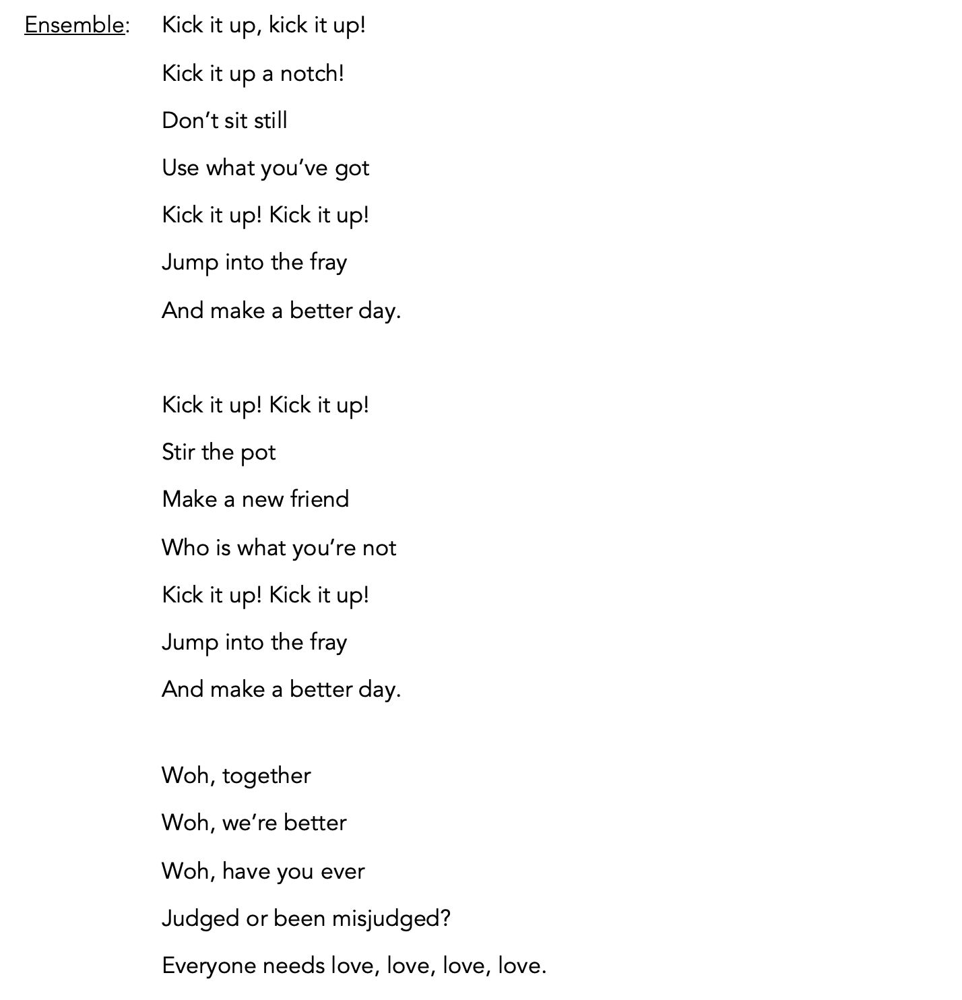 Ensemble: Kick it up, kick it up!
Kick it up a notch!
Don’t sit still
Use what you’ve got
Kick it up! Kick it up!
Jump into the fray
And make a better day.
Kick it up! Kick it up!
Stir the pot
Make a new friend
Who is what you’re not
Kick it up! Kick it up!
Jump into the fray
And make a better day.
Woh, together
Woh, we’re better
Woh, have you ever
Judged or been misjudged?
Everyone needs love, love, love, love.